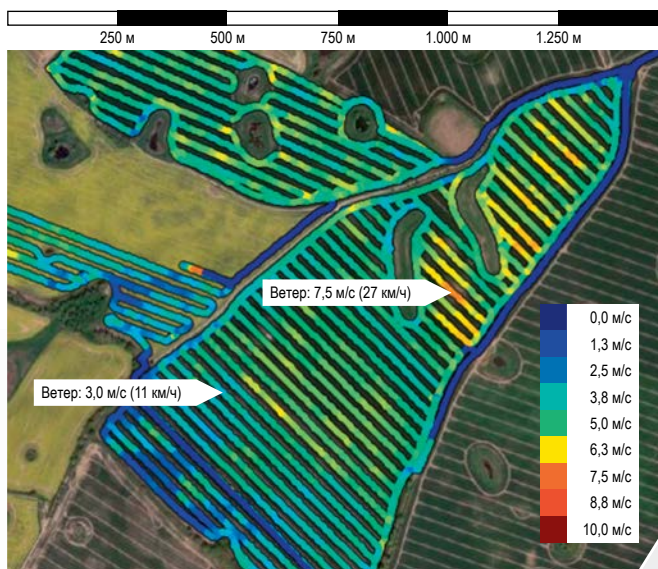 250 м 500 м 750 м 1.000 м 1.250 м
Ветер: 7,5 м/с (27 км/ч)
Ветер: 3,0 м/с (11 км/ч)
0,0 м/с
1,3 м/с
2,5 м/с
3,8 м/с
5,0 м/с
6,3 м/с
7,5 м/с
8,8 м/с
10,0 м/с